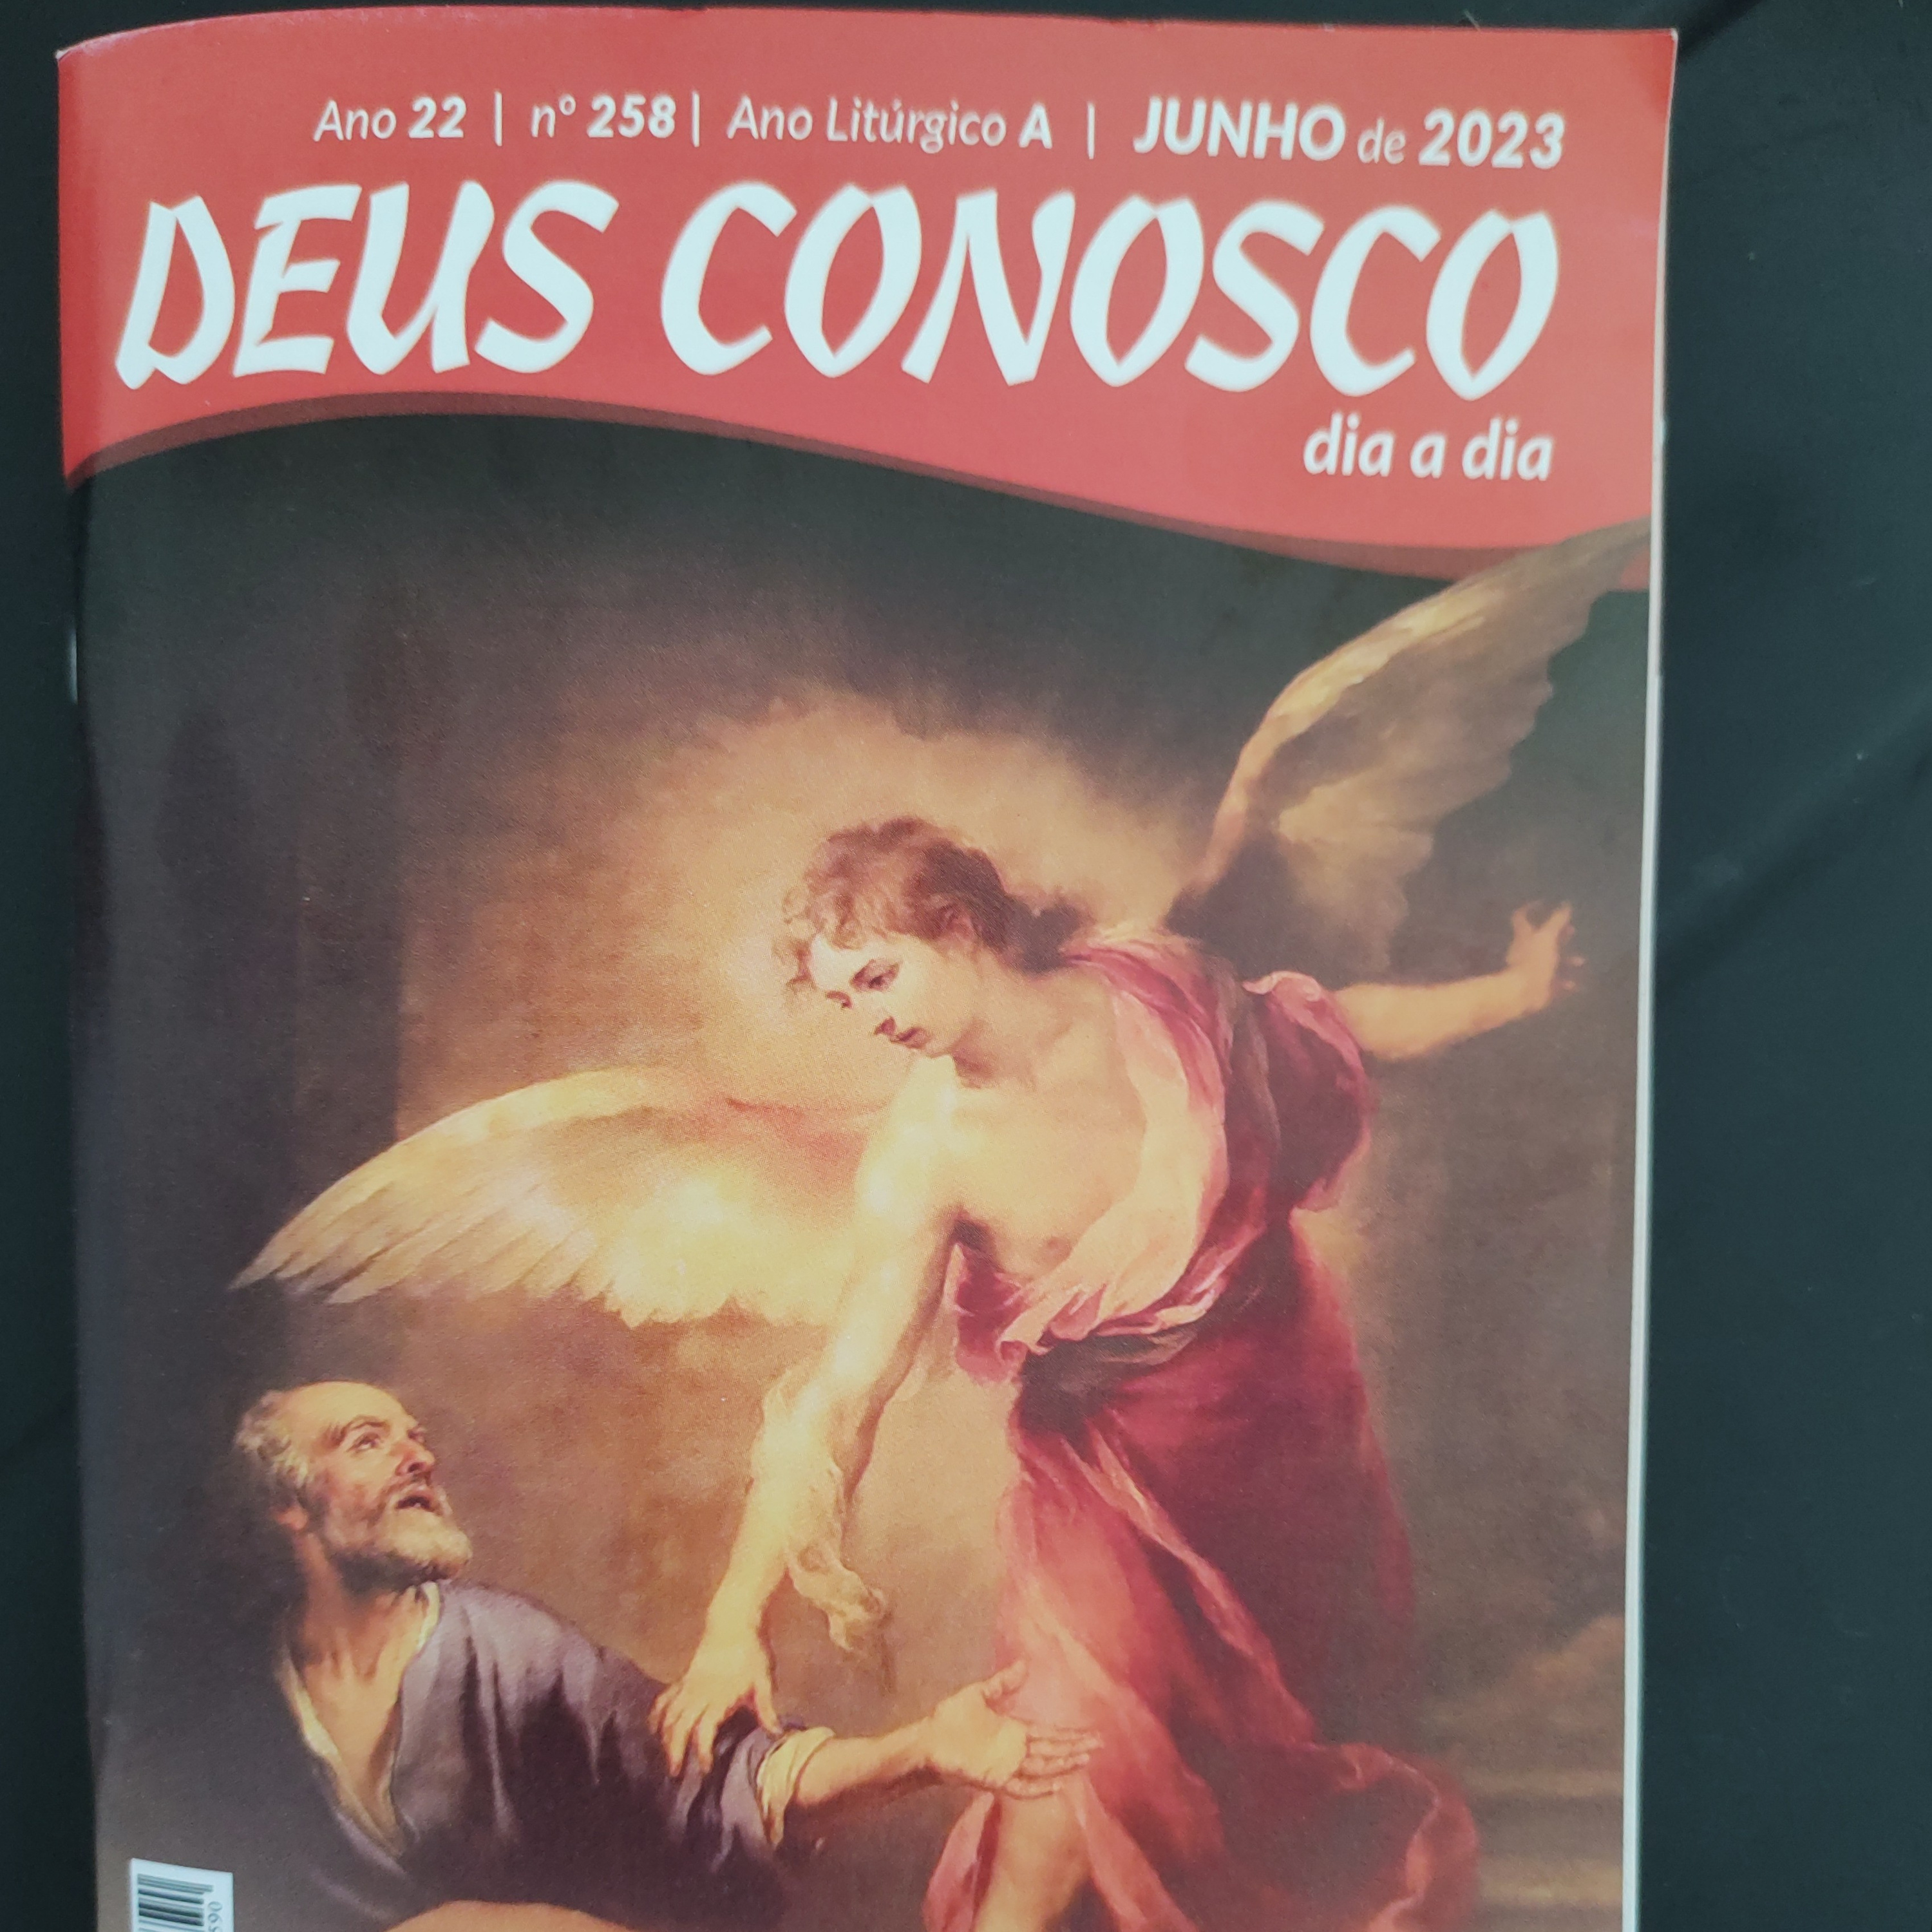 Ano 22 | nº 258 | Ano Litúrgico A | JUNHO de 2023
DEUS CONOSCO
dia a dia